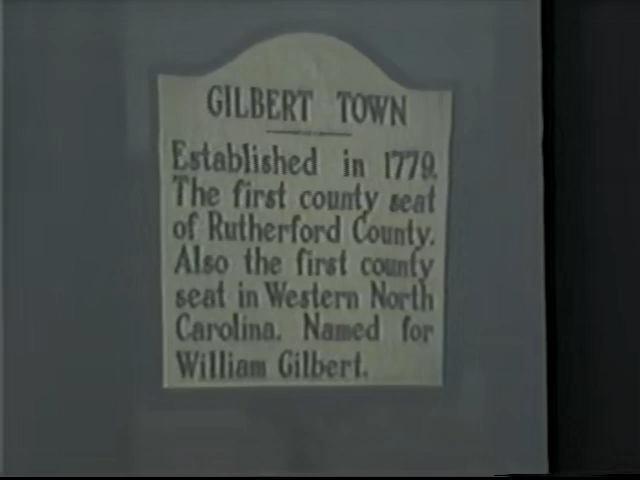 GILBERT TOWN
Established in 1779.
The first county seat
of Rutherford County.
Also the first county
seat in Western North
Carolina. Named for
William Gilbert.